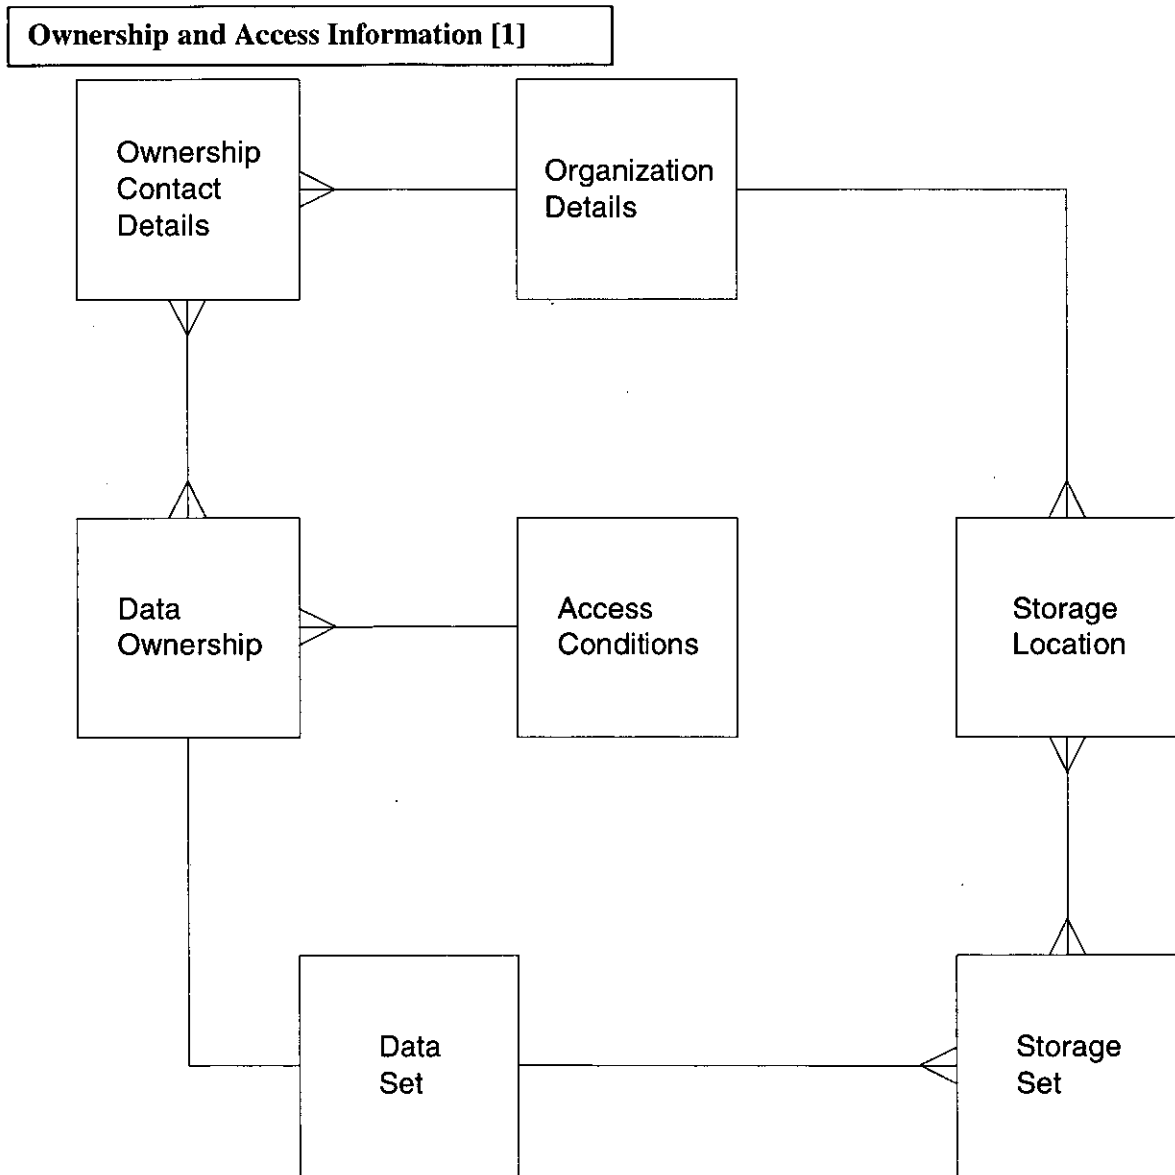 Ownership and Access Information [1]
Ownership
Contact
Details
Organization
Details
Data
Ownership
Access
Conditions
Storage
Location
Data
Set
Storage
Set